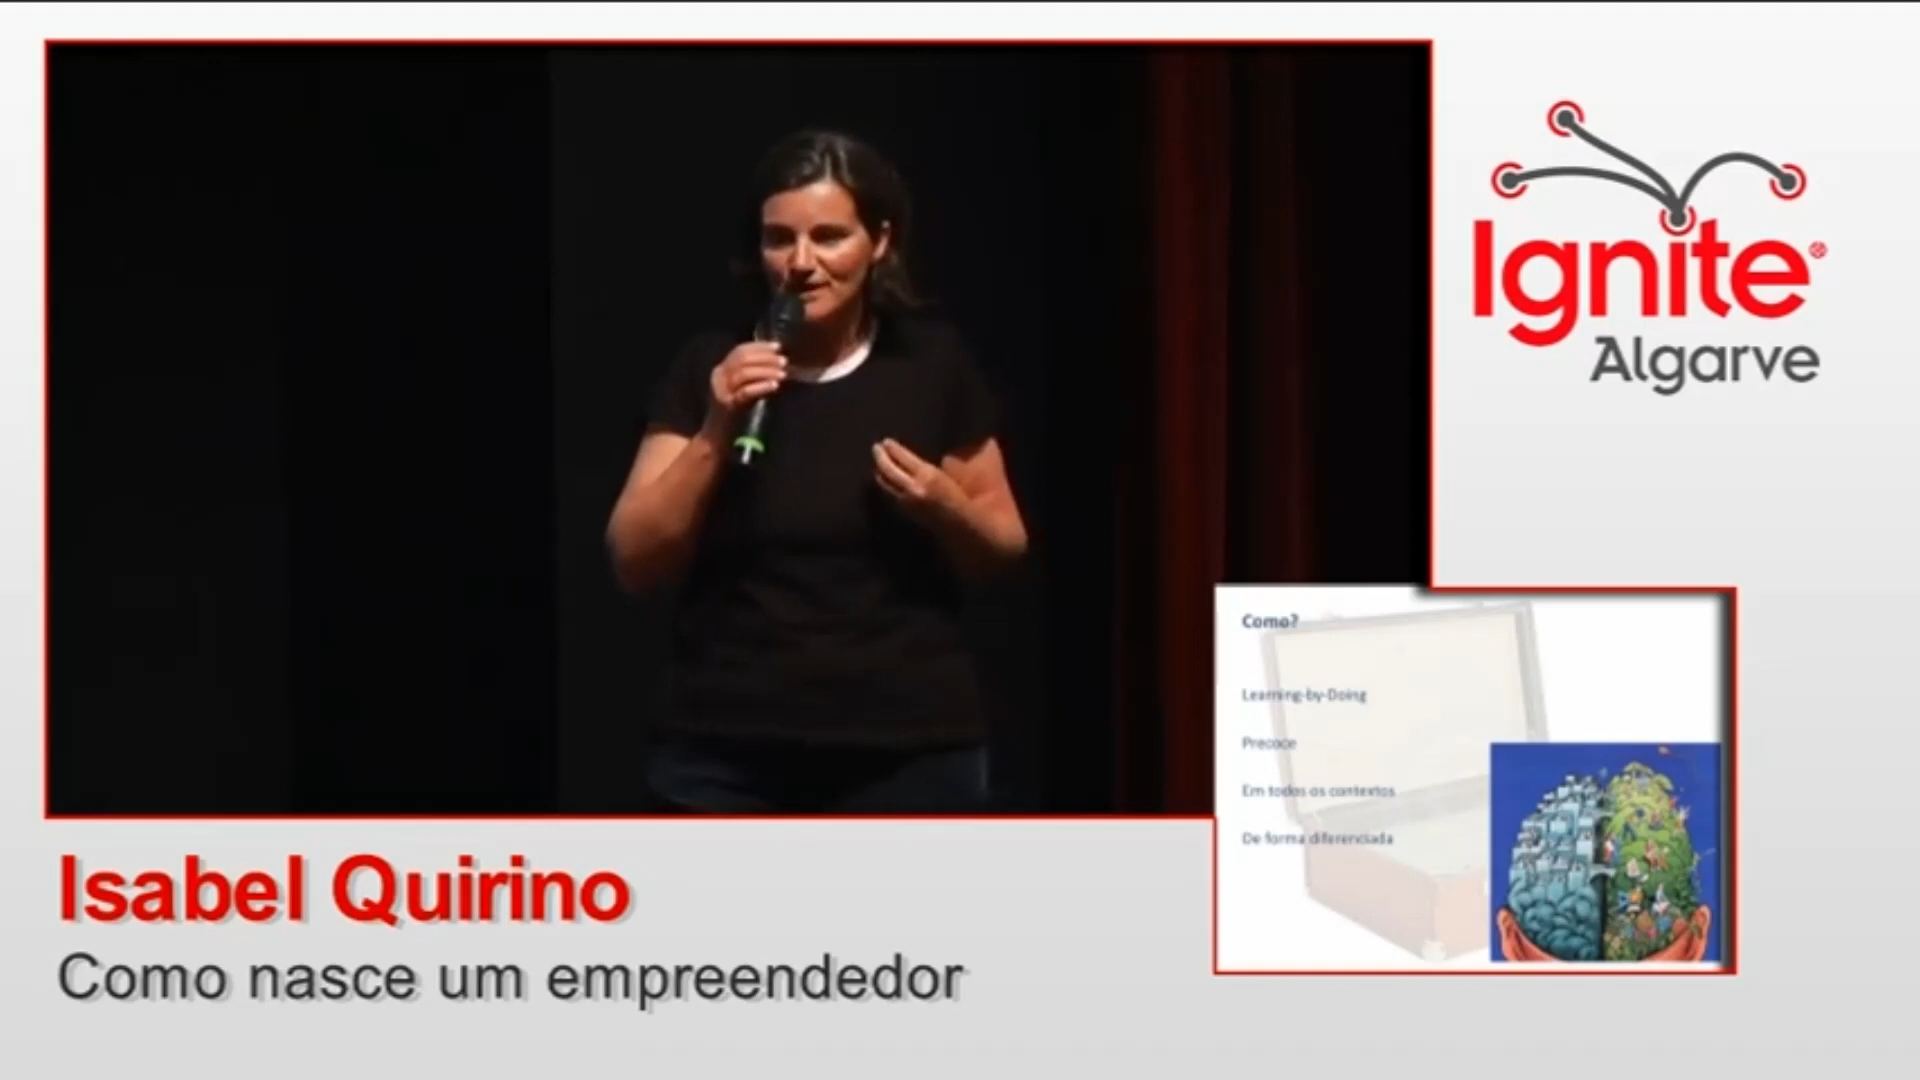 Ignite®
Algarve
Como?
Learning-by-Doing
Precoce
Em todos os contextos
De forma diferenciada
Isabel Quirino
Como nasce um empreendedor